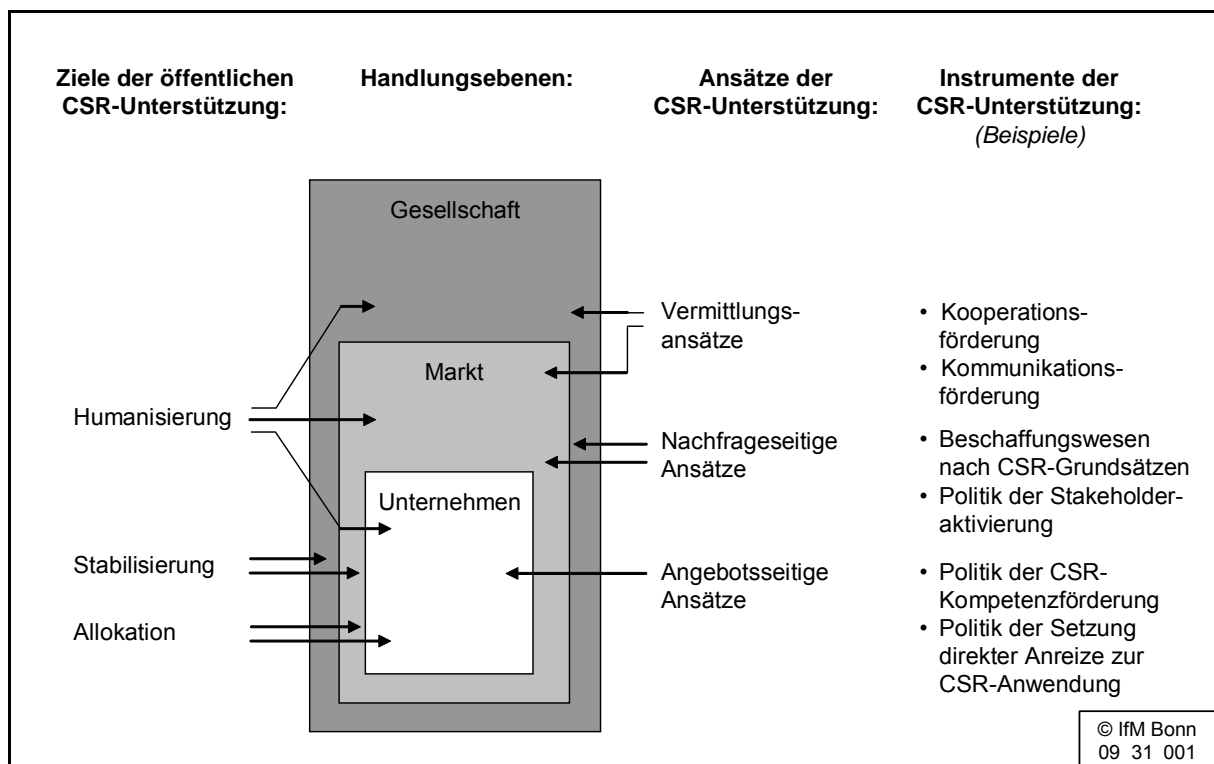 Ziele der öffentlichen
CSR-Unterstützung:
Handlungsebenen:
Ansätze der
CSR-Unterstützung:
Instrumente der
CSR-Unterstützung:
(Beispiele)
Gesellschaft
Markt
Unternehmen
Humanisierung
Stabilisierung
Allokation
Vermittlungs-
ansätze
Nachfrageseitige
Ansätze
Angebotsseitige
Ansätze
• Kooperations-
förderung
• Kommunikations-
förderung
• Beschaffungswesen
nach CSR-Grundsätzen
• Politik der Stakeholder-
aktivierung
• Politik der CSR-
Kompetenzförderung
• Politik der Setzung
direkter Anreize zur
CSR-Anwendung
© IfM Bonn
09 31 001